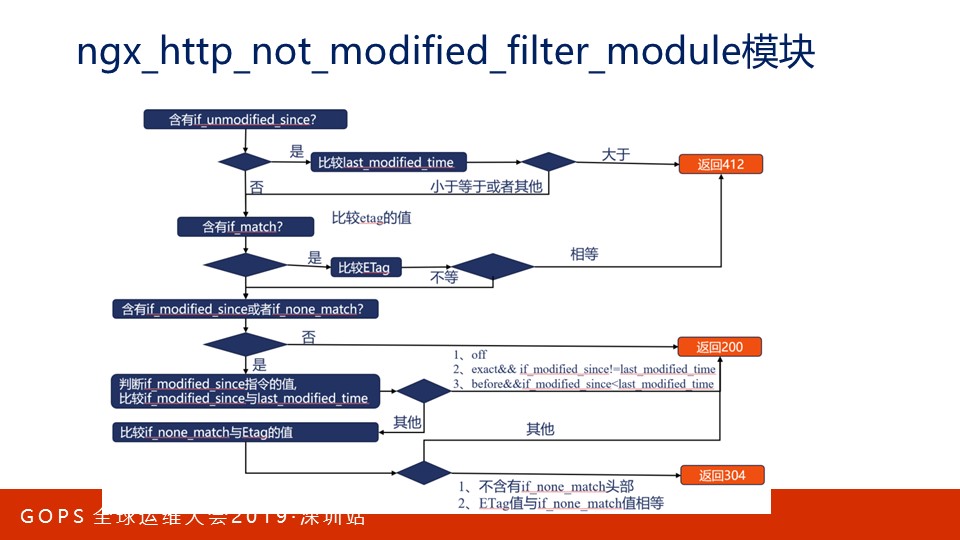 ngx_http_not_modified_filter_module模块
含有if_unmodified_since?
是
比较last_modified_time
大于
返回412
否
小于等于或者其他
含有if_match?
比较etag的值
是
比较ETag
相等
不等
含有if_modified_since或者if_none_match?
否
返回200
是
1、off
2、exact&& if_modified_since!=last_modified_time
3、before&&if_modified_since<last_modified_time
判断if_modified_since指令的值,
比较if_modified_since与last_modified_time
其他
比较if_none_match与Etag的值
其他
返回304
1、不含有if_none_match头部
2、ETag值与if_none_match值相等
GOPS 全球运维大会2019·深圳站